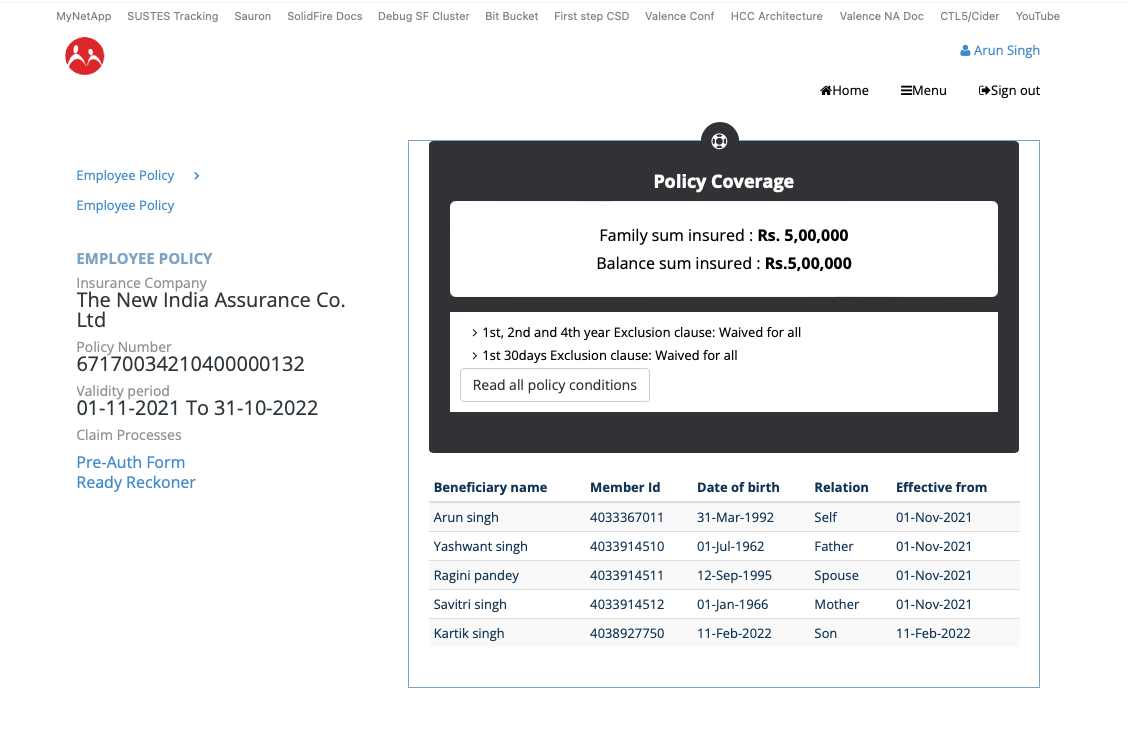 MyNetApp SUSTES Tracking Sauron SolidFire Docs Debug SF Cluster Bit Bucket First step CSD Valence Conf HCC Architecture Valence NA Doc CTL5/Cider YouTube
Arun Singh
Home Menu Sign out
Employee Policy >
Employee Policy
EMPLOYEE POLICY
Insurance Company
The New India Assurance Co.
Ltd
Policy Number
67170034210400000132
Validity period
01-11-2021 To 31-10-2022
Claim Processes
Pre-Auth Form
Ready Reckoner
Policy Coverage
Family sum insured : Rs. 5,00,000
Balance sum insured : Rs.5,00,000
> 1st, 2nd and 4th year Exclusion clause: Waived for all
> 1st 30days Exclusion clause: Waived for all
Read all policy conditions
Beneficiary name Member Id Date of birth Relation Effective from
Arun singh 4033367011 31-Mar-1992 Self 01-Nov-2021
Yashwant singh 4033914510 01-Jul-1962 Father 01-Nov-2021
Ragini pandey 4033914511 12-Sep-1995 Spouse 01-Nov-2021
Savitri singh 4033914512 01-Jan-1966 Mother 01-Nov-2021
Kartik singh 4038927750 11-Feb-2022 Son 11-Feb-2022